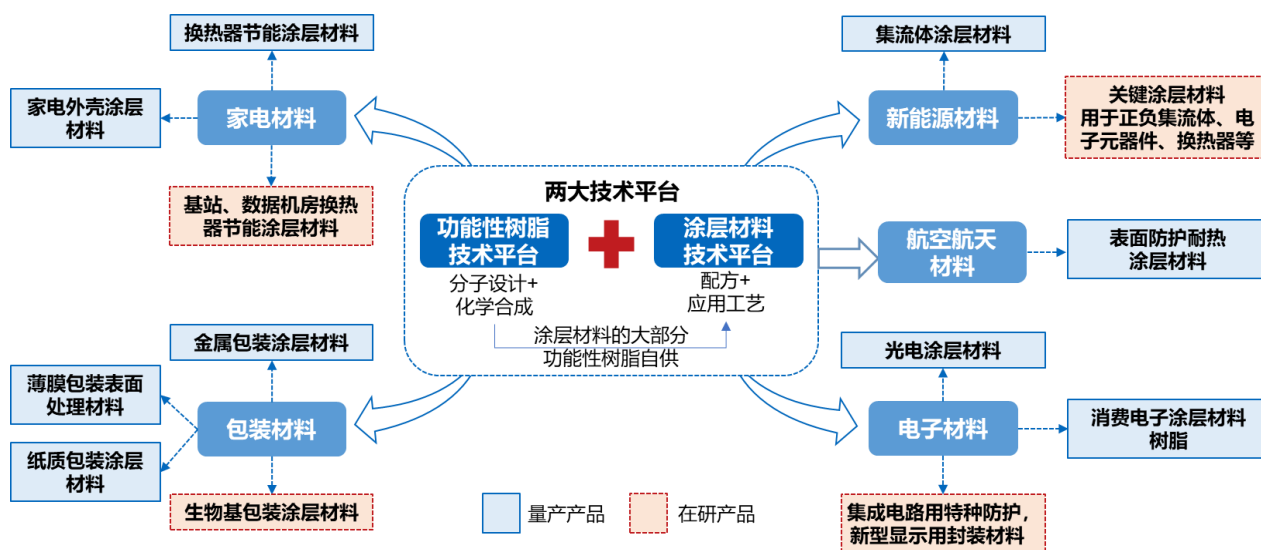 换热器节能涂层材料
家电外壳涂层
材料
家电材料
基站、数据机房换热
器节能涂层材料
集流体涂层材料
新能源材料
关键涂层材料
用于正负集流体、电
子元器件、换热器等
两大技术平台
功能性树脂
技术平台
分子设计+
化学合成
涂层材料
技术平台
配方+
应用工艺
涂层材料的大部分
功能性树脂自供
航空航天
材料
表面防护耐热
涂层材料
金属包装涂层材料
薄膜包装表面
处理材料
包装材料
纸质包装涂层
材料
生物基包装涂层材料
光电涂层材料
电子材料
消费电子涂层材料
树脂
集成电路用特种防护，
新型显示用封装材料
量产产品
在研产品